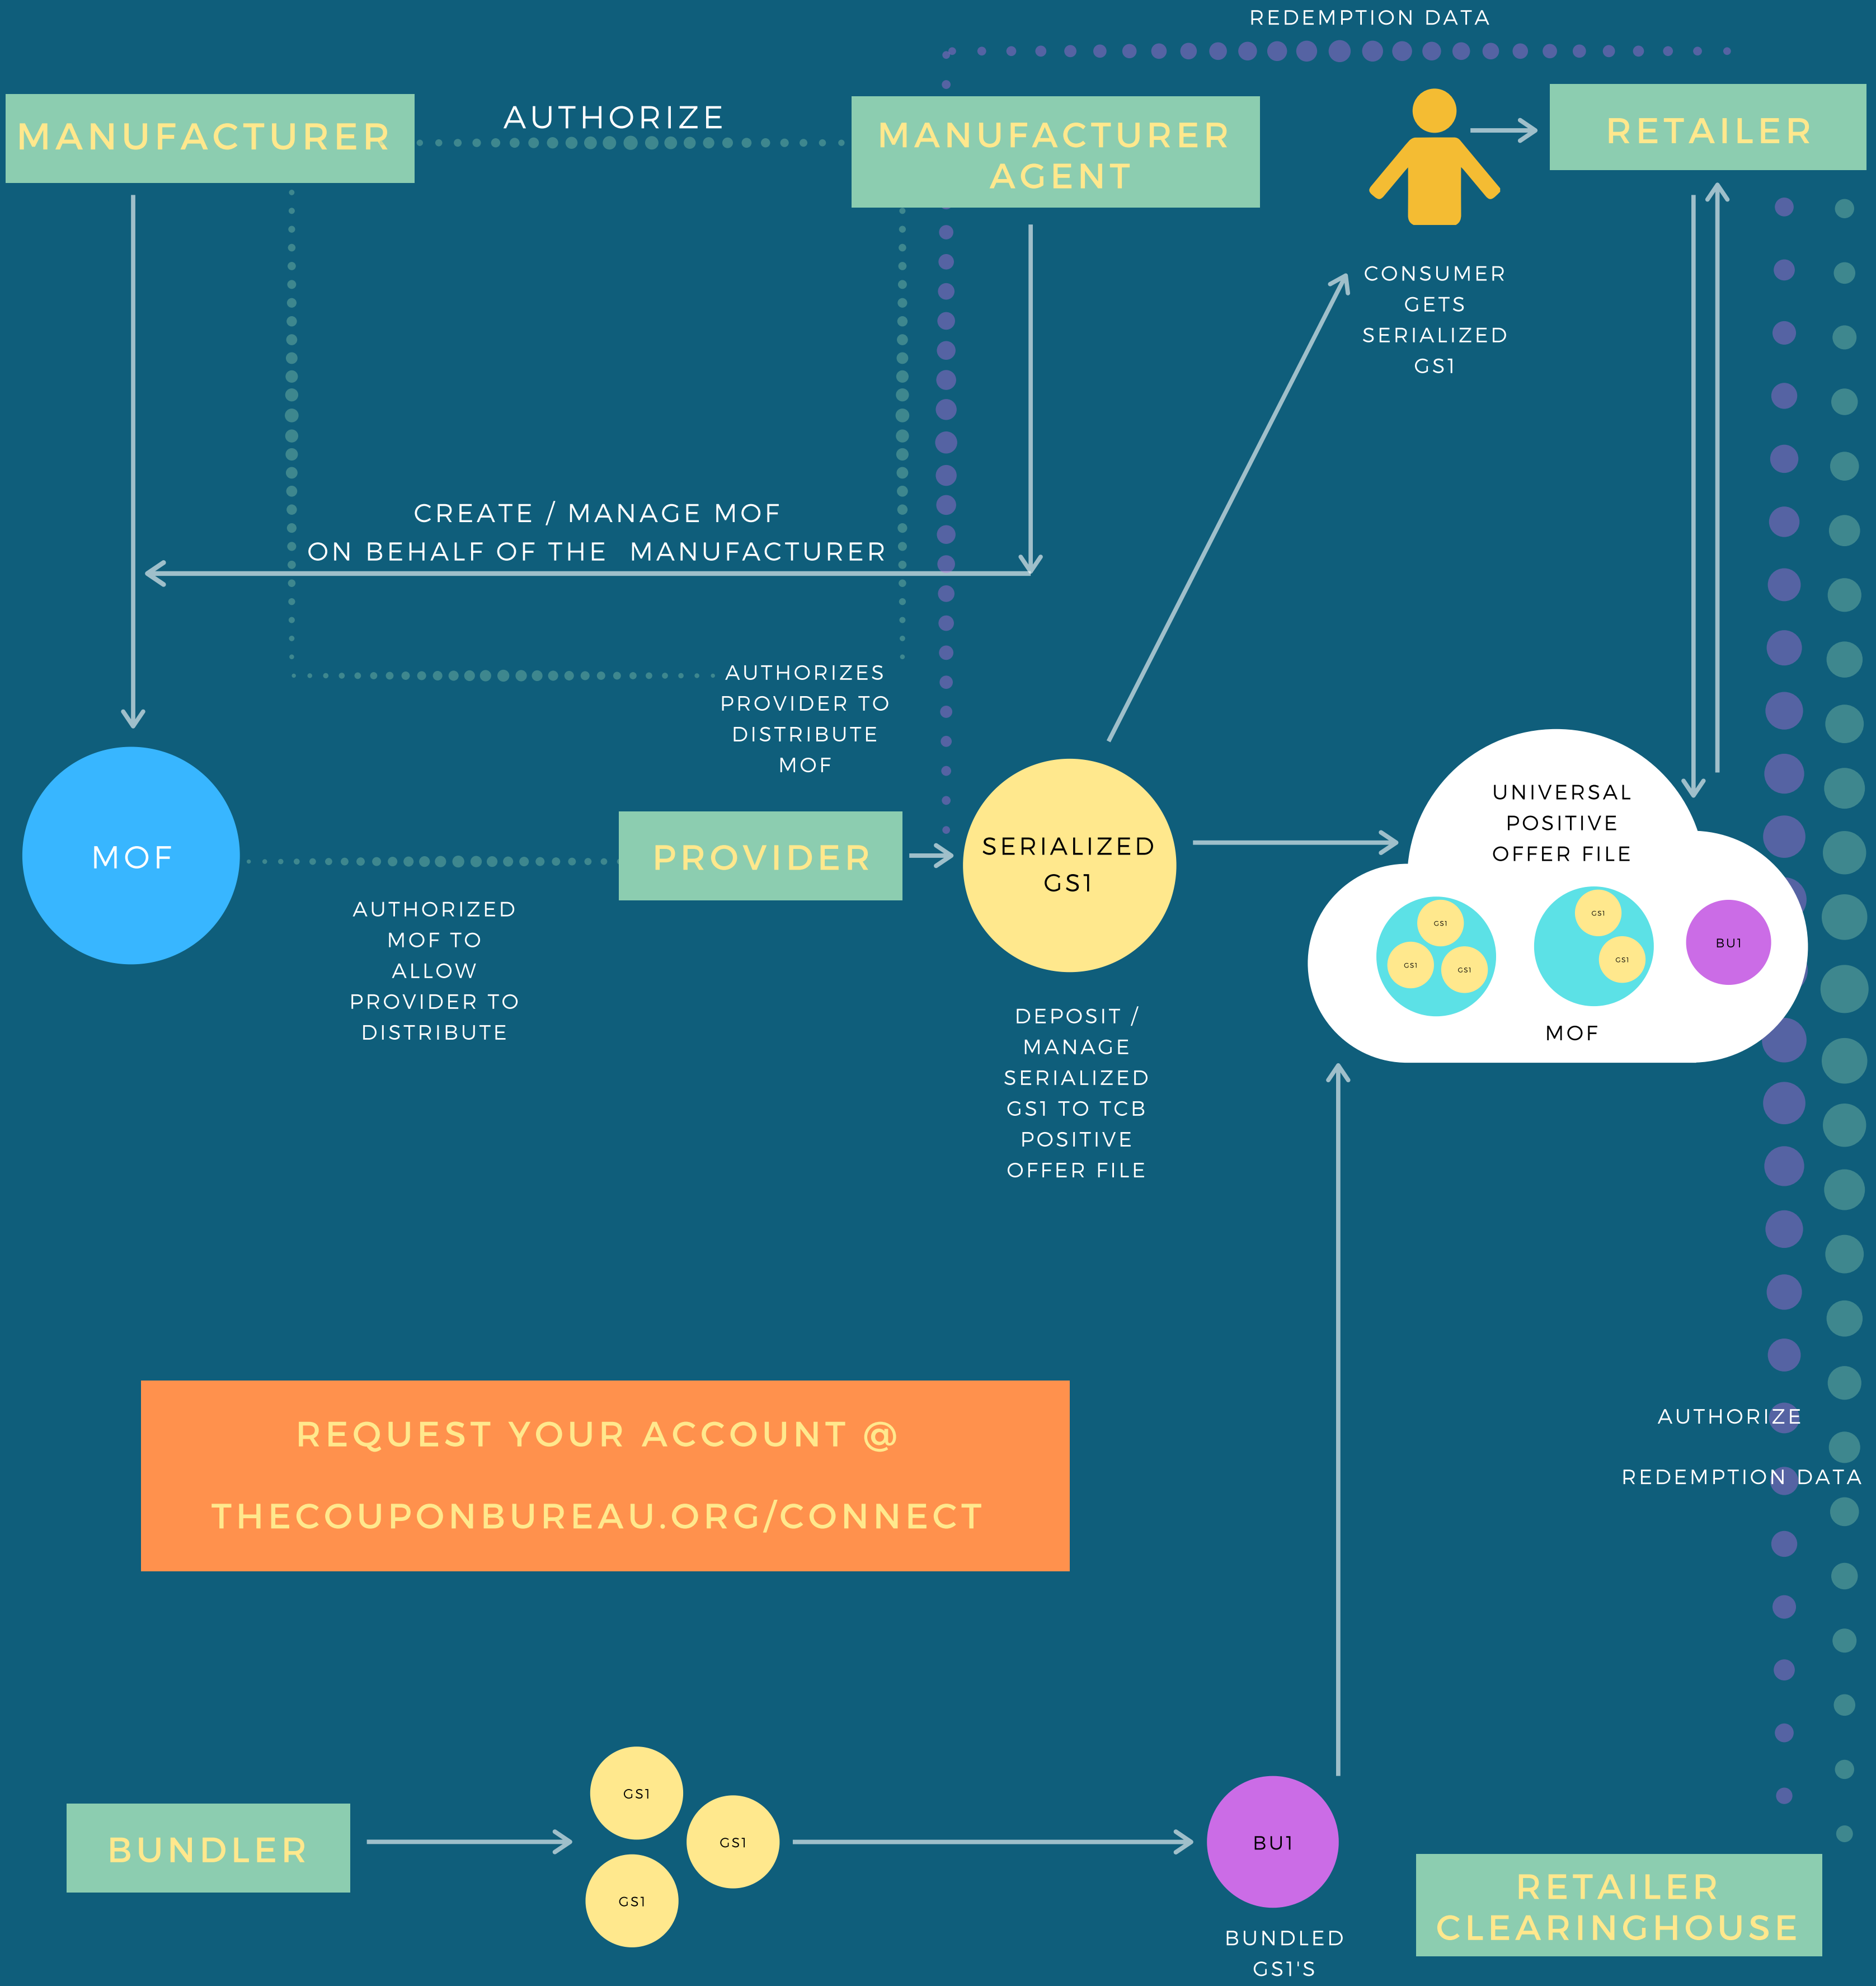 REDEMPTION DATA
MANUFACTURER
AUTHORIZE
MANUFACTURER
AGENT
RETAILER
CONSUMER
GETS
SERIALIZED
GS1
CREATE / MANAGE MOF
ON BEHALF OF THE MANUFACTURER
AUTHORIZES
PROVIDER TO
DISTRIBUTE
MOF
MOF
AUTHORIZED
MOF TO
ALLOW
PROVIDER TO
DISTRIBUTE
PROVIDER
SERIALIZED
GS1
DEPOSIT /
MANAGE
SERIALIZED
GS1 TO TCB
POSITIVE
OFFER FILE
UNIVERSAL
POSITIVE
OFFER FILE
GS1
GS1
GS1
GS1
GS1
BU1
MOF
REQUEST YOUR ACCOUNT @
THECOUPONBUREAU.ORG/CONNECT
AUTHORIZE
REDEMPTION DATA
BUNDLER
GS1
GS1
GS1
BU1
BUNDLED
GS1'S
RETAILER
CLEARINGHOUSE